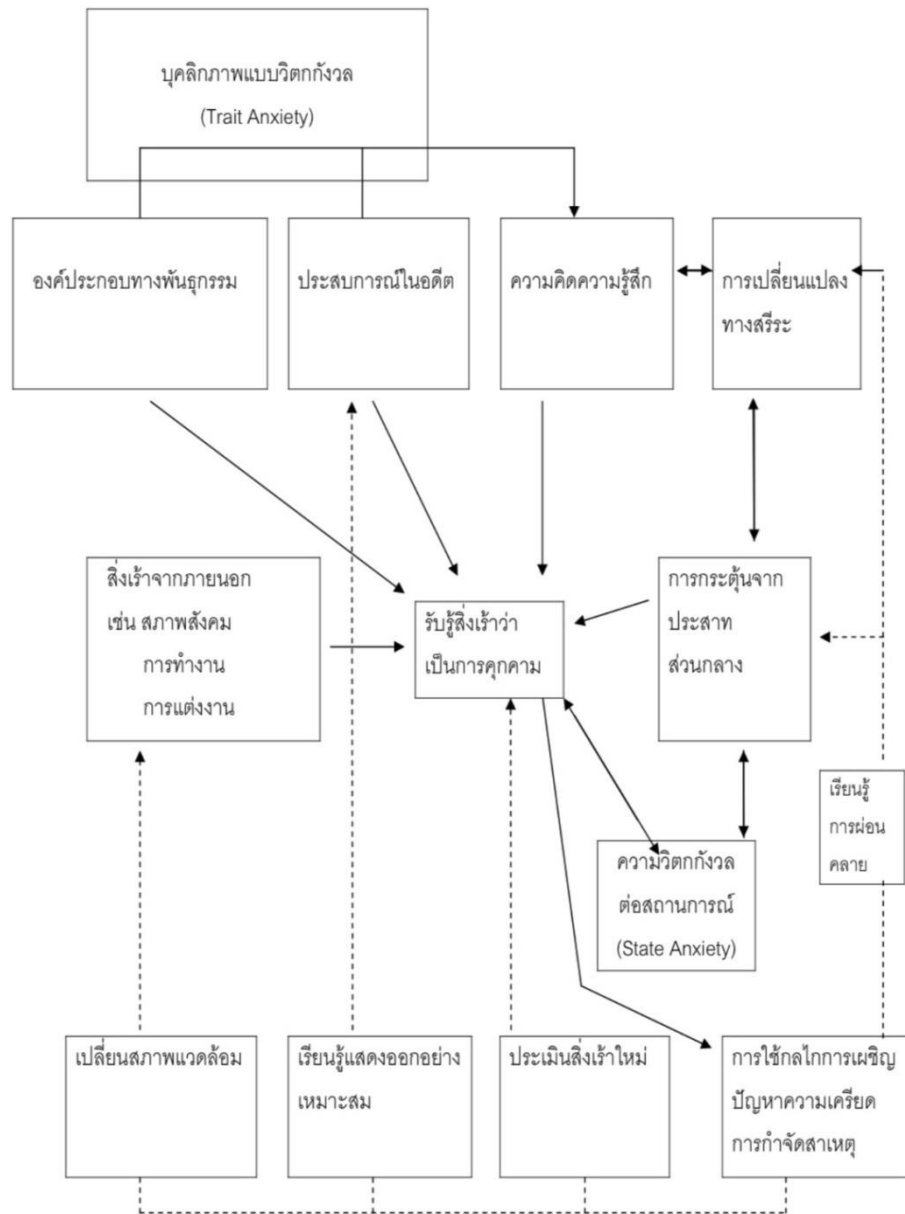 บุคลิกภาพแบบวิตกกังวล
(Trait Anxiety)
องค์ประกอบทางพันธุกรรม
ประสบการณ์ในอดีต
ความคิดความรู้สึก
การเปลี่ยนแปลง
ทางสรีระ
สิ่งเร้าจากภายนอก
เช่น สภาพสังคม
การทำงาน
การแต่งงาน
รับรู้สิ่งเร้าว่า
เป็นการคุกคาม
การกระตุ้นจาก
ประสาท
ส่วนกลาง
เรียนรู้
การผ่อน
คลาย
ความวิตกกังวล
ต่อสถานการณ์
(State Anxiety)
เปลี่ยนสภาพแวดล้อม
เรียนรู้แสดงออกอย่าง
เหมาะสม
ประเมินสิ่งเร้าใหม่
การใช้กลไกการเผชิญ
ปัญหาความเครียด
การกำจัดสาเหตุ